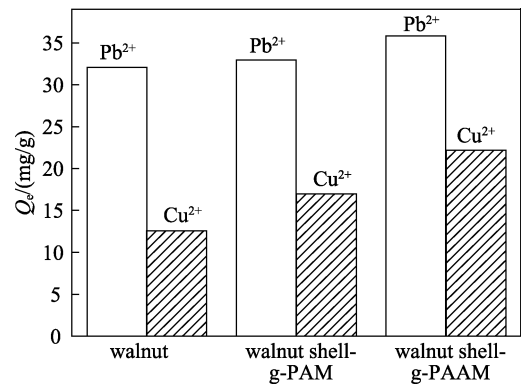 Pb²⁺
Pb²⁺
Pb²⁺
Cu²⁺
Cu²⁺
Cu²⁺
Qₑ/(mg/g)
35
30
25
20
15
10
5
0
walnut
walnut shell-
g-PAM
walnut shell-
g-PAAM